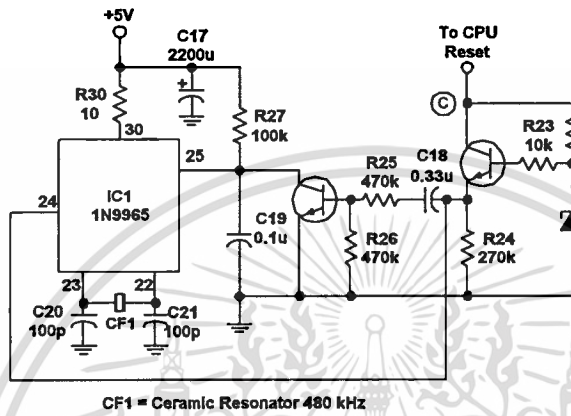 +5V
C17
2200u
+
To CPU
Reset
R30
10
30
R27
100k
C
R23
10k
25
R25
470k
C18
0.33u
24
IC1
1N9965
C19
0.1u
R26
470k
R24
270k
23
22
C20
100p
CF1
C21
100p
CF1 = Ceramic Resonator 480 kHz